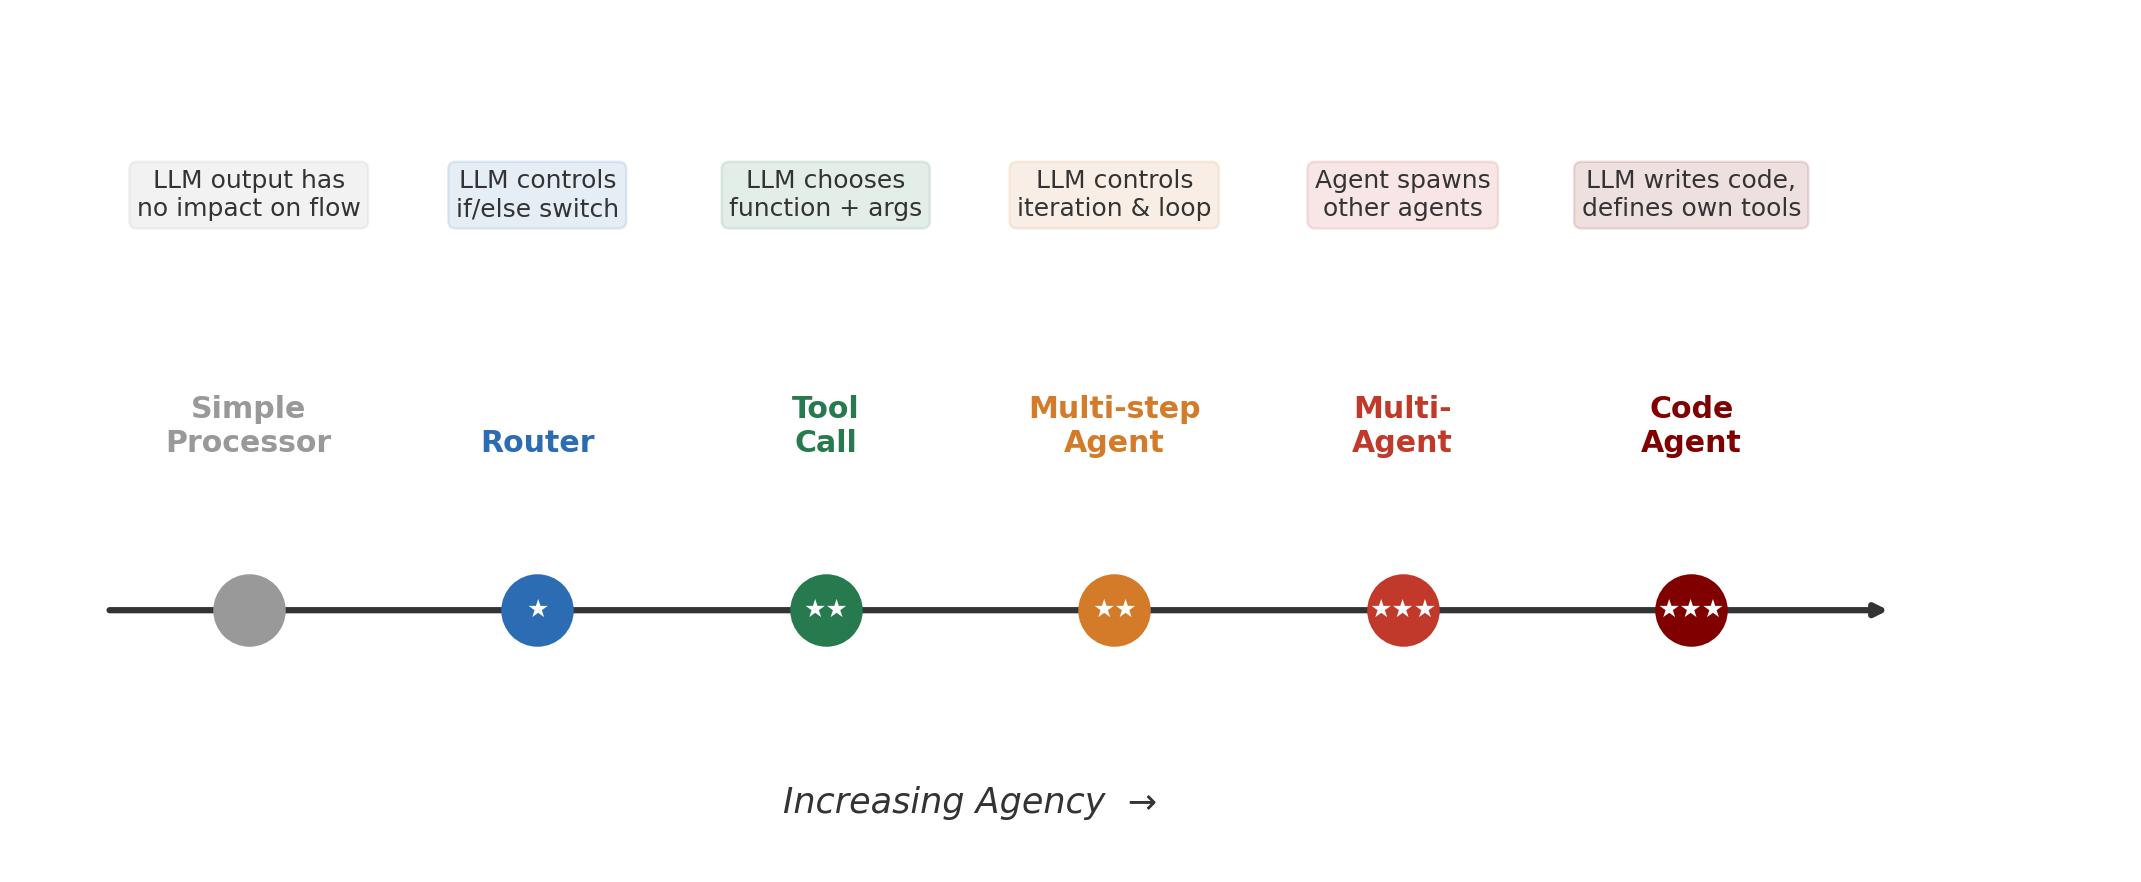 LLM output has
no impact on flow
LLM controls
if/else switch
LLM chooses
function + args
LLM controls
iteration & loop
Agent spawns
other agents
LLM writes code,
defines own tools
Simple
Processor
Router
Tool
Call
Multi-step
Agent
Multi-
Agent
Code
Agent
★
★★
★★
★★★
★★★
Increasing Agency →